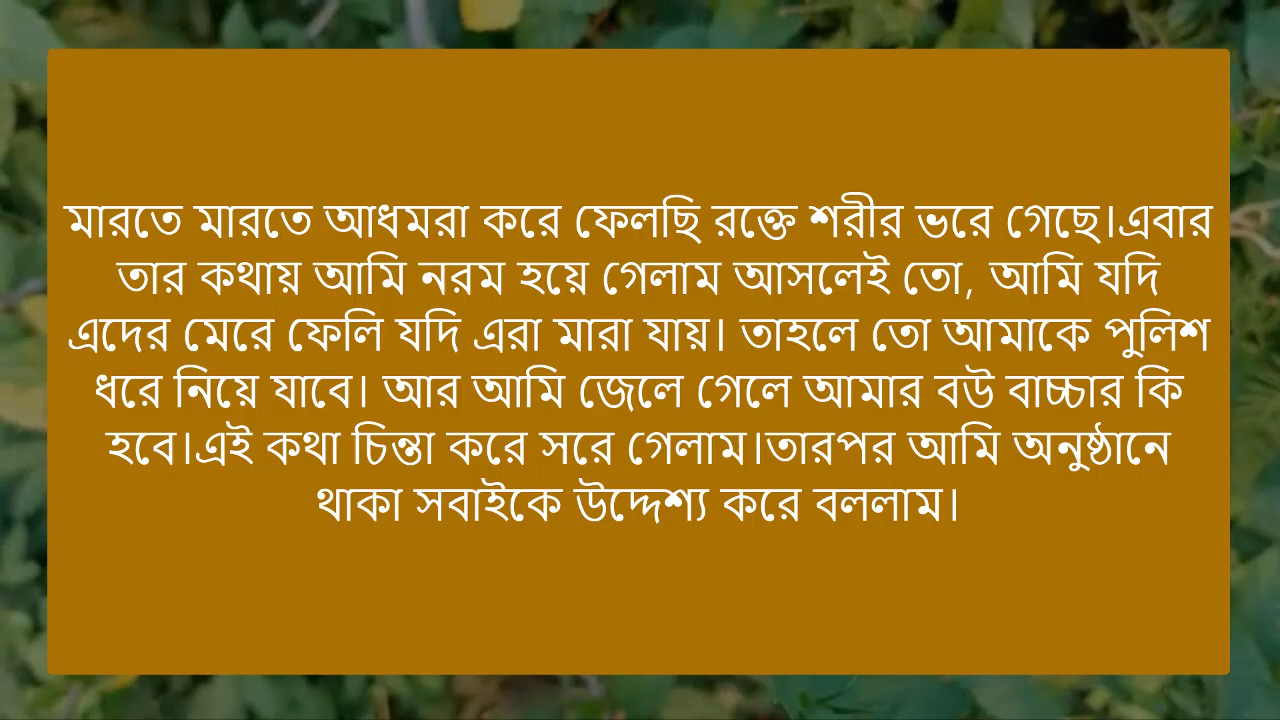 মারতে মারতে আধমরা করে ফেলছি রক্তে শরীর ভরে গেছে।এবার
তার কথায় আমি নরম হয়ে গেলাম আসলেই তো, আমি যদি
এদের মেরে ফেলি যদি এরা মারা যায়। তাহলে তো আমাকে পুলিশ
ধরে নিয়ে যাবে। আর আমি জেলে গেলে আমার বউ বাচ্চার কি
হবে।এই কথা চিন্তা করে সরে গেলাম।তারপর আমি অনুষ্ঠানে
থাকা সবাইকে উদ্দেশ্য করে বললাম।